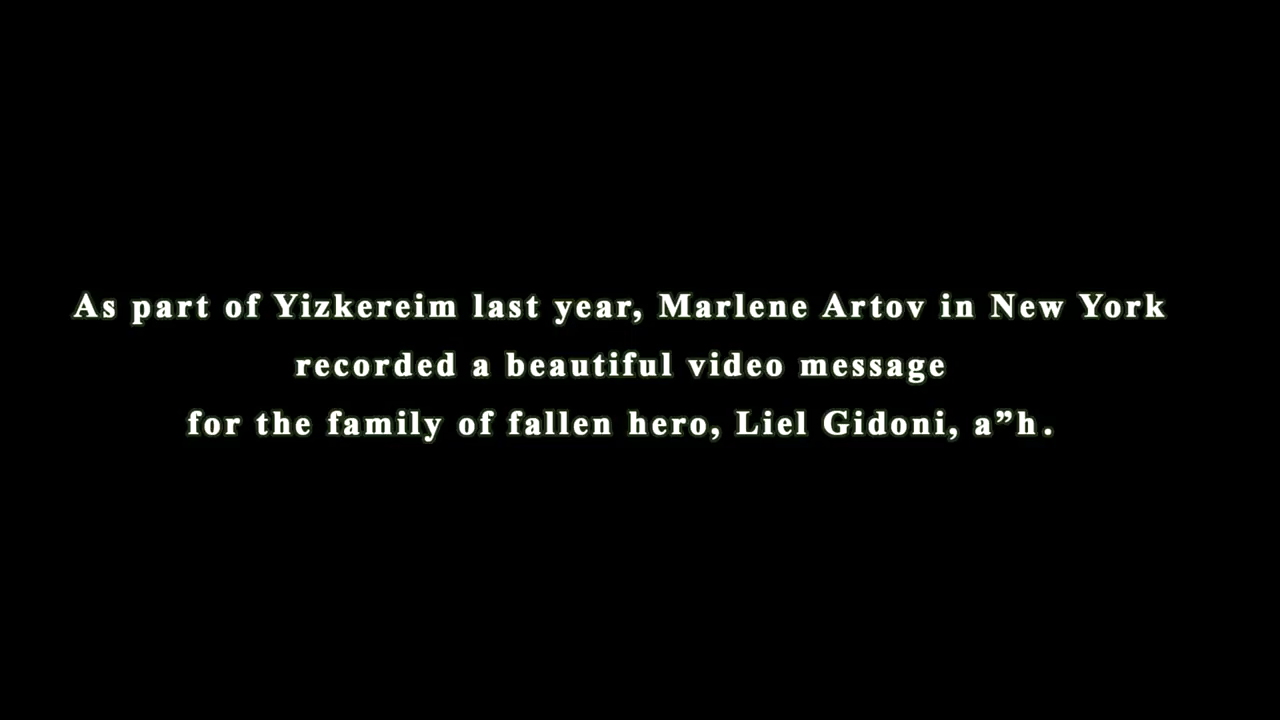 As part of Yizkereim last year, Marlene Artov in New York
recorded a beautiful video message
for the family of fallen hero, Liel Gidoni, a”h.